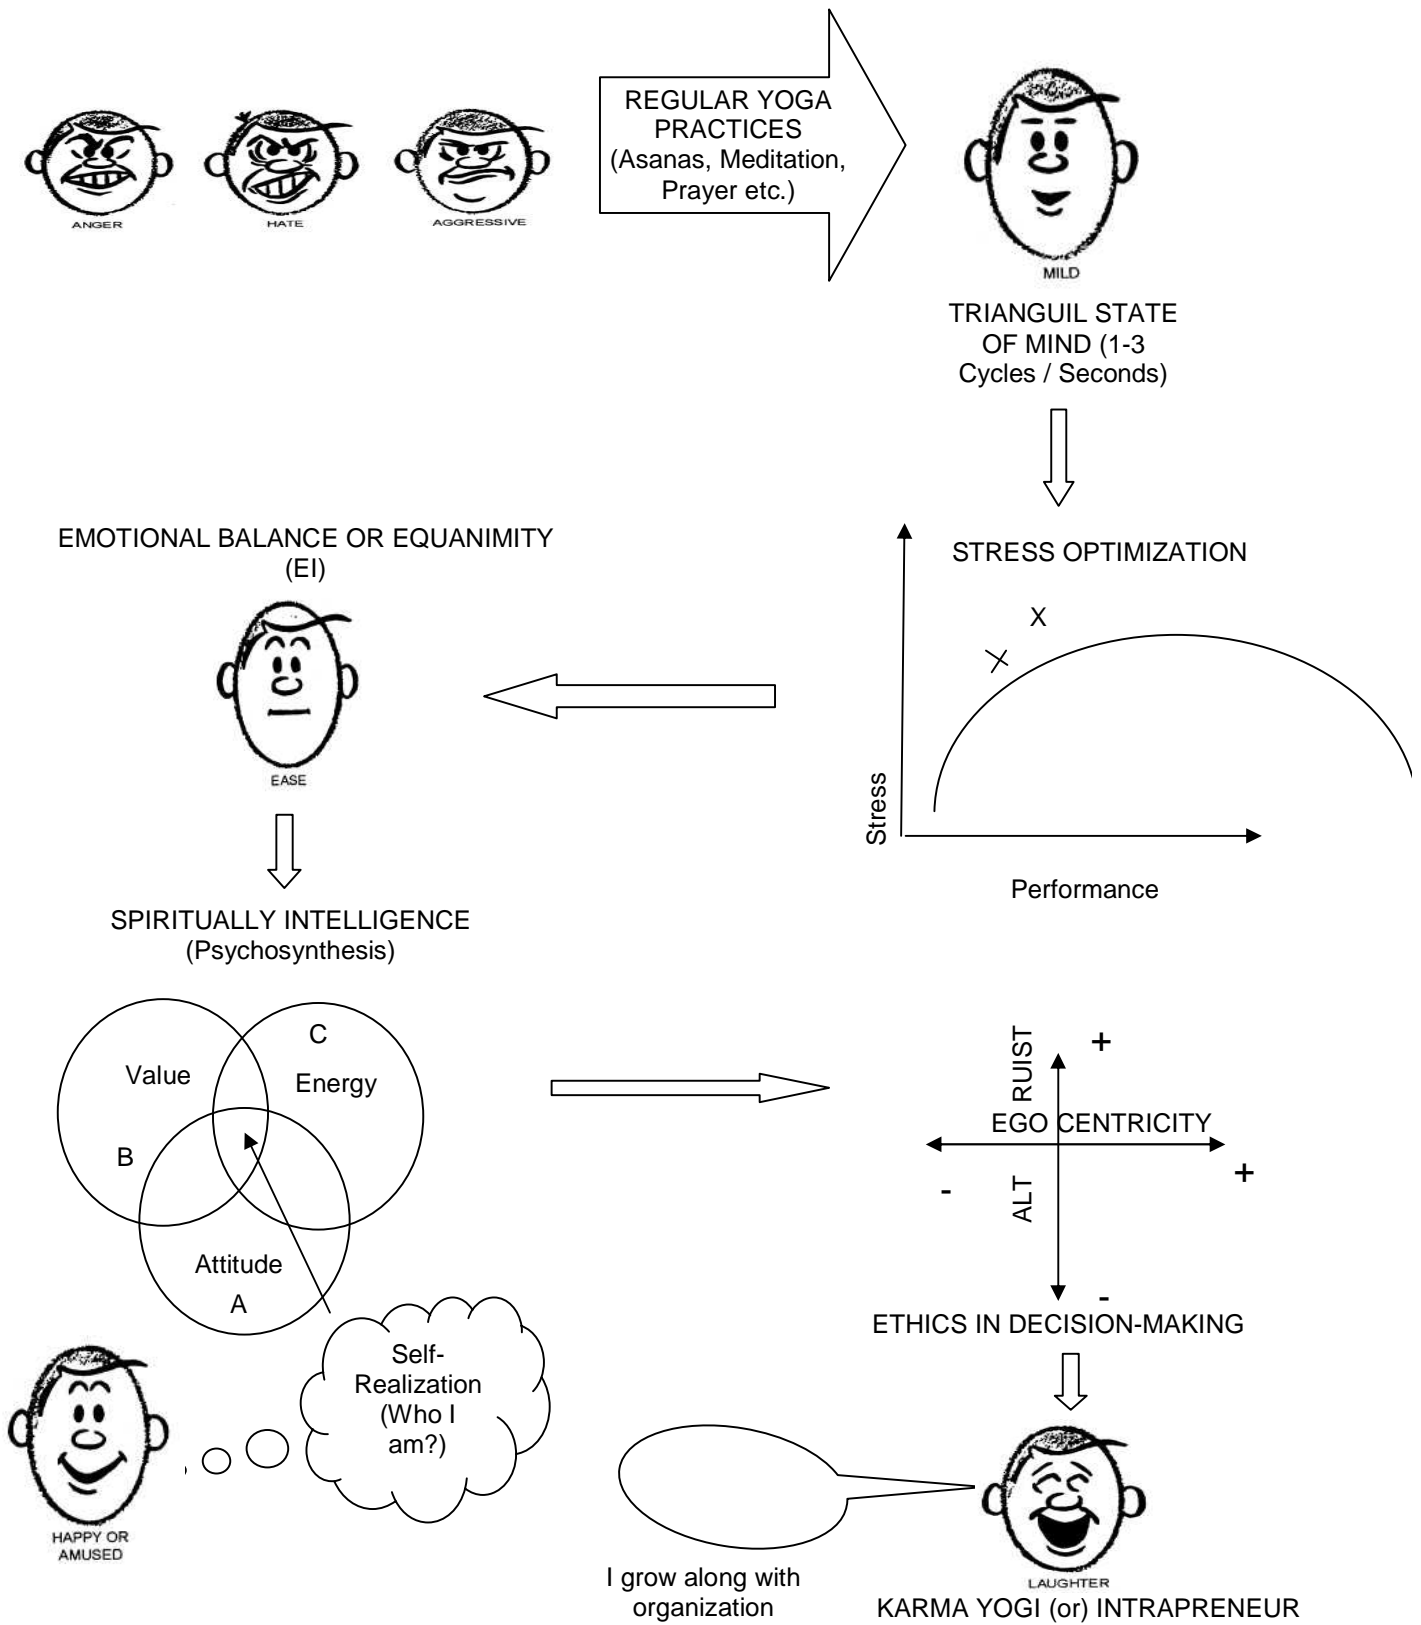 REGULAR YOGA
PRACTICES
(Asanas, Meditation,
Prayer etc.)
ANGER
HATE
AGGRESSIVE
MILD
TRIANGUIL STATE
OF MIND (1-3
Cycles / Seconds)
STRESS OPTIMIZATION
X
Stress
Performance
EMOTIONAL BALANCE OR EQUANIMITY
(EI)
EASE
SPIRITUALLY INTELLIGENCE
(Psychosynthesis)
Value
B
C
Energy
Attitude
A
Self-
Realization
(Who I
am?)
HAPPY OR
AMUSED
RUIST
+
EGO CENTRICITY
-
+
ALT
-
ETHICS IN DECISION-MAKING
I grow along with
organization
LAUGHTER
KARMA YOGI (or) INTRAPRENEUR